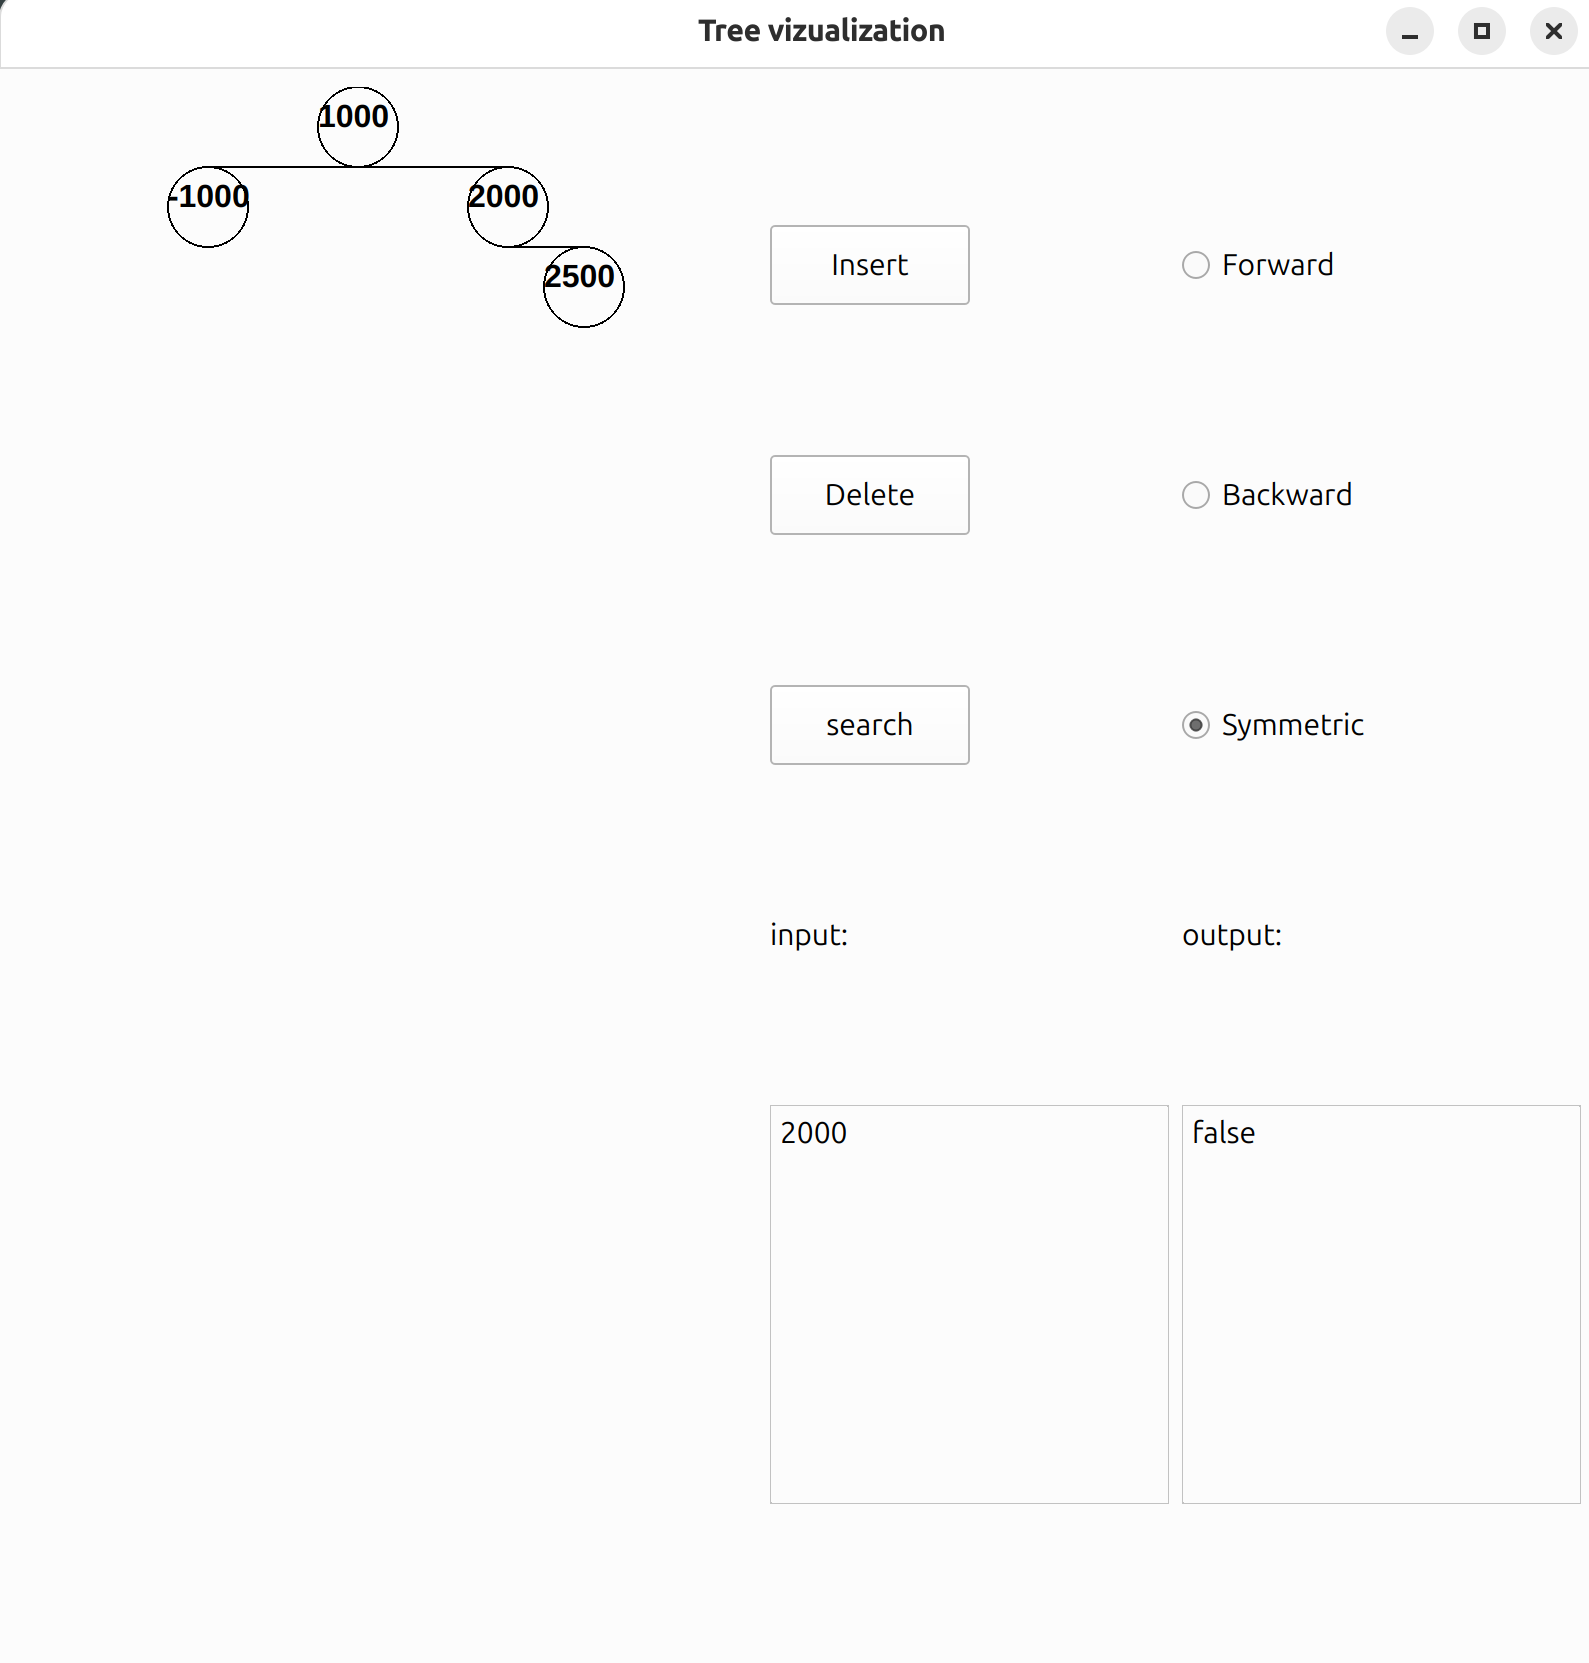 Tree vizualization
1000
-1000
2000
2500
Insert
Forward
Delete
Backward
search
Symmetric
input:
output:
2000
false